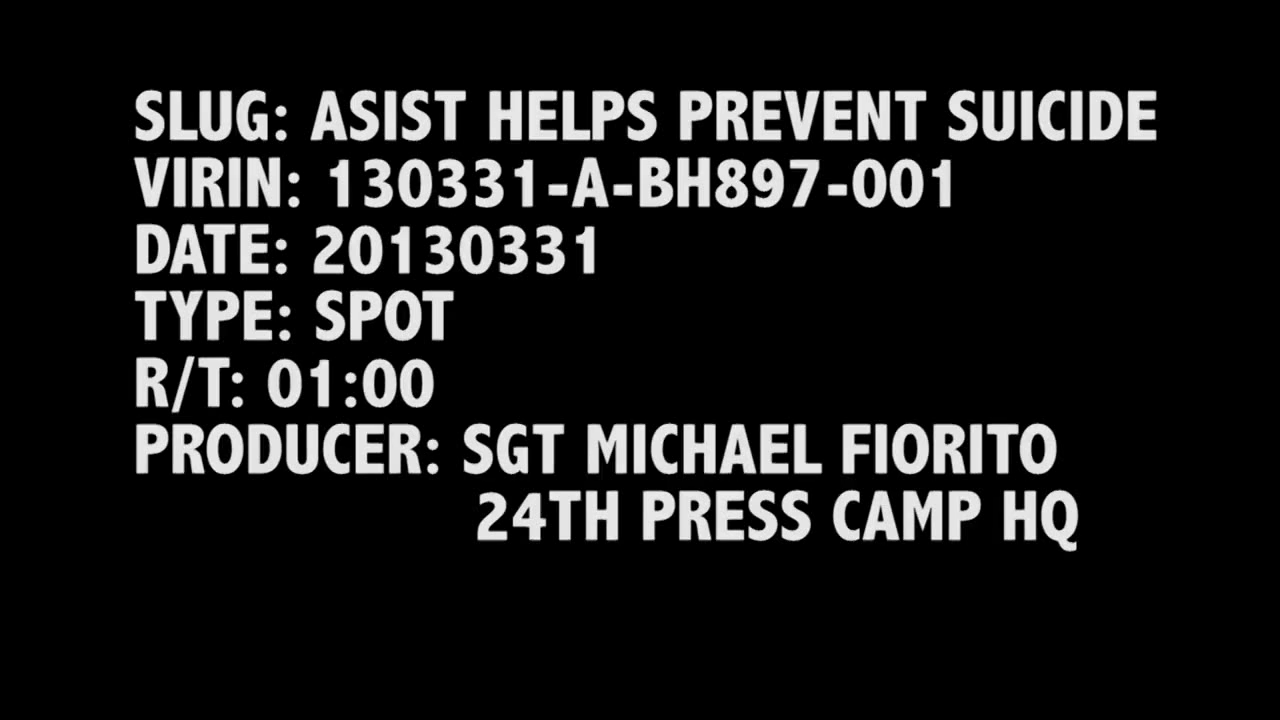 SLUG: ASIST HELPS PREVENT SUICIDE
VIRIN: 130331-A-BH897-001
DATE: 20130331
TYPE: SPOT
R/T: 01:00
PRODUCER: SGT MICHAEL FIORITO
24TH PRESS CAMP HQ